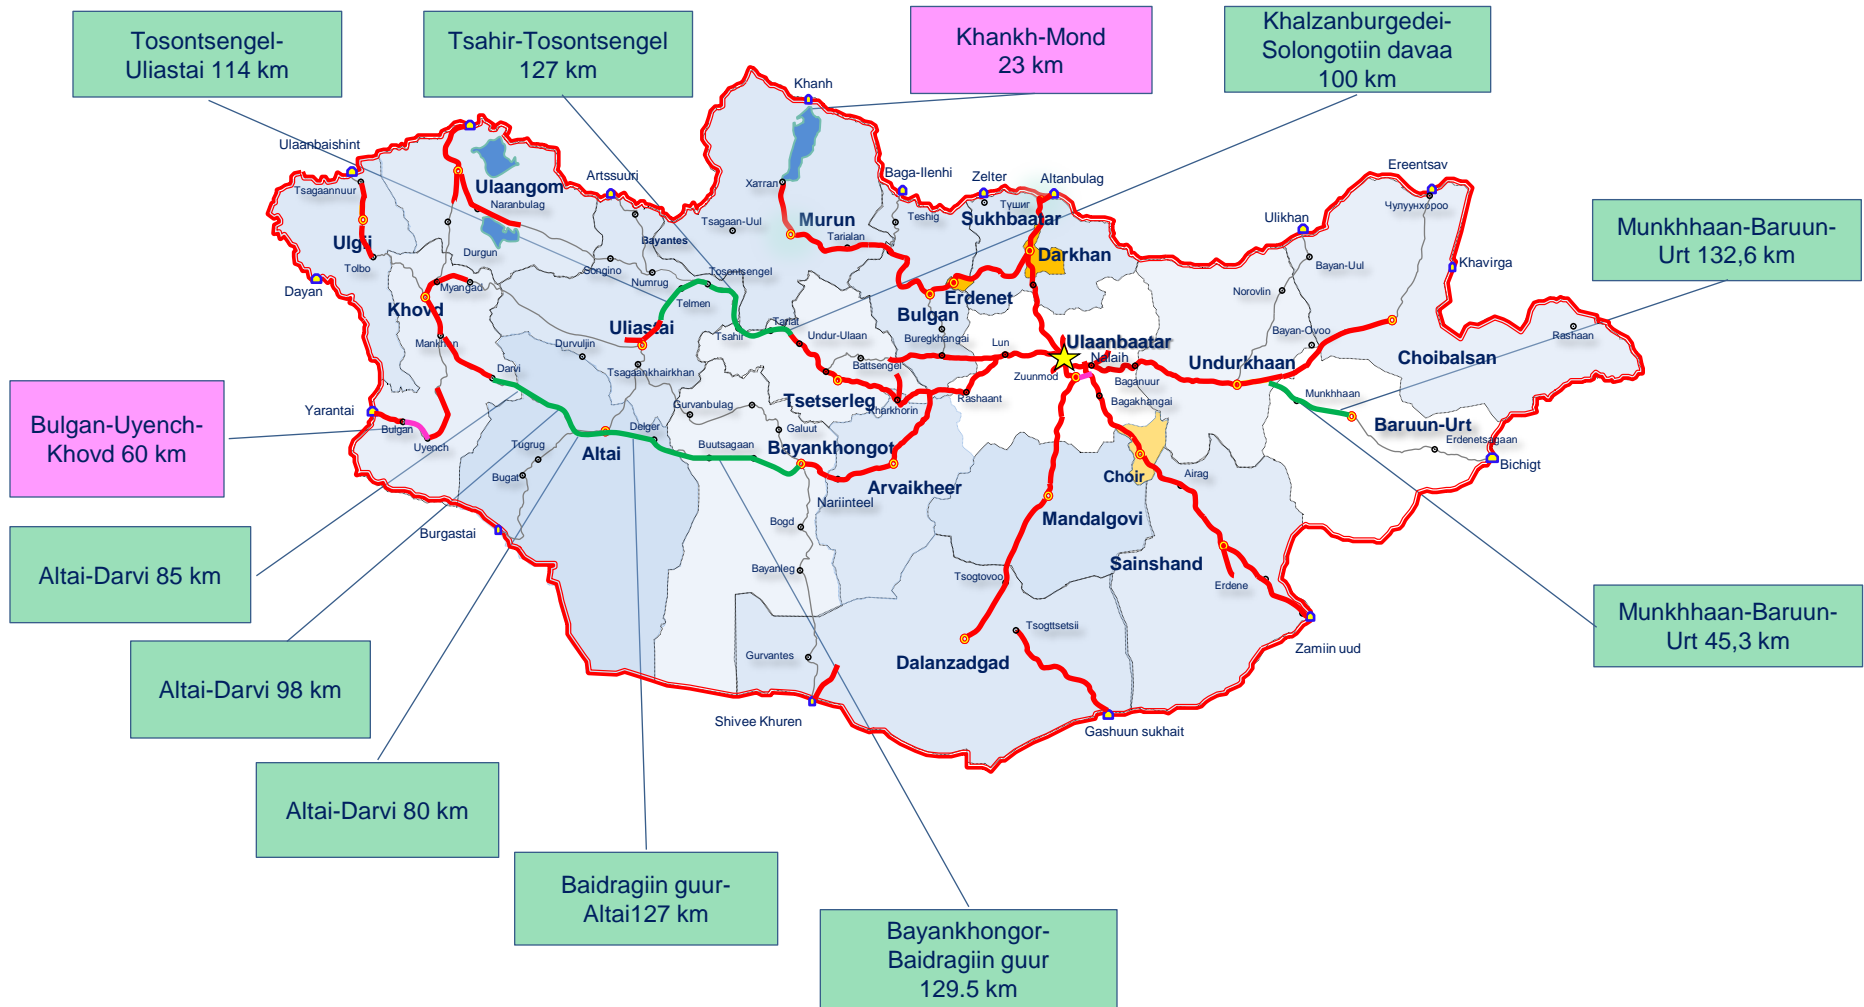 Tosontsengel-
Uliastai 114 km
Tsahir-Tosontsengel
127 km
Khankh-Mond
23 km
Khalzanburgedei-
Solongotiin davaa
100 km
Khanh
Ulaanbaishint
Tsagaannuur
Ulaangom
Naranbulag
Artssuuri
Хатгал
Baga-Ilenhi
Zelter
Altanbulag
Түшиг
Ereentsav
Чулуунхороо
Munkhhaan-Baruun-
Urt 132,6 km
Ulgii
Tolbo
Durgun
Bayantes
Tsagaan-Uul
Murun
Tarialan
Teshig
Sukhbaatar
Darkhan
Ulikhan
Bayan-Uul
Khavirga
Dayan
Khovd
Myangad
Songino
Numrug
Tosontsengel
Telmen
Erdenet
Bulgan
Norovlin
Mankhan
Uliastai
Durvuljin
Tsahir
Tariat
Undur-Ulaan
Buregkhangai
Lun
Ulaanbaatar
Nalaih
Bayan-Ovoo
Rashaan
Choibalsan
Darvi
Tsagaankhairkhan
Battsengel
Zuunmod
Baganuur
Undurkhaan
Munkhhaan
Bulgan-Uyench-
Khovd 60 km
Yarantai
Bulgan
Uyench
Gurvanbulag
Tsetserleg
Kharkhorin
Rashaant
Bagakhangai
Baruun-Urt
Tugrug
Bugat
Altai
Delger
Buutsagaan
Galuut
Bayankhongot
Arvaikheer
Nariinteel
Choir
Airag
Erdenetsagaan
Bichigt
Burgastai
Bogd
Mandalgovi
Sainshand
Altai-Darvi 85 km
Bayanleg
Tsogtovoo
Erdene
Munkhhaan-Baruun-
Urt 45,3 km
Tsogttsetsii
Zamiin uud
Altai-Darvi 98 km
Gurvantes
Dalanzadgad
Shivee Khuren
Gashuun sukhait
Altai-Darvi 80 km
Baidragiin guur-
Altai127 km
Bayankhongor-
Baidragiin guur
129.5 km